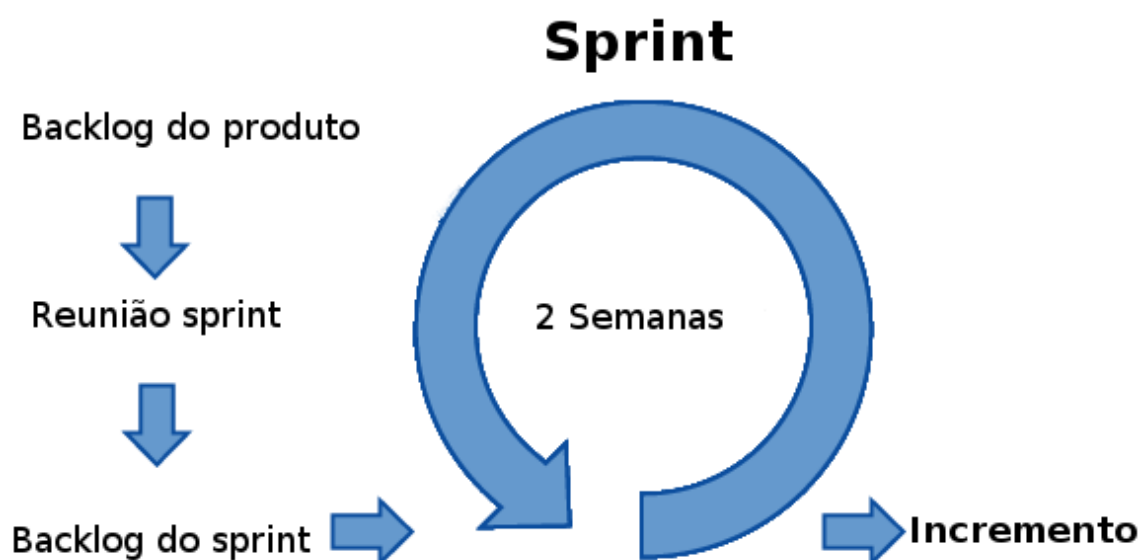 Sprint
Backlog do produto
Reunião sprint
2 Semanas
Backlog do sprint
Incremento